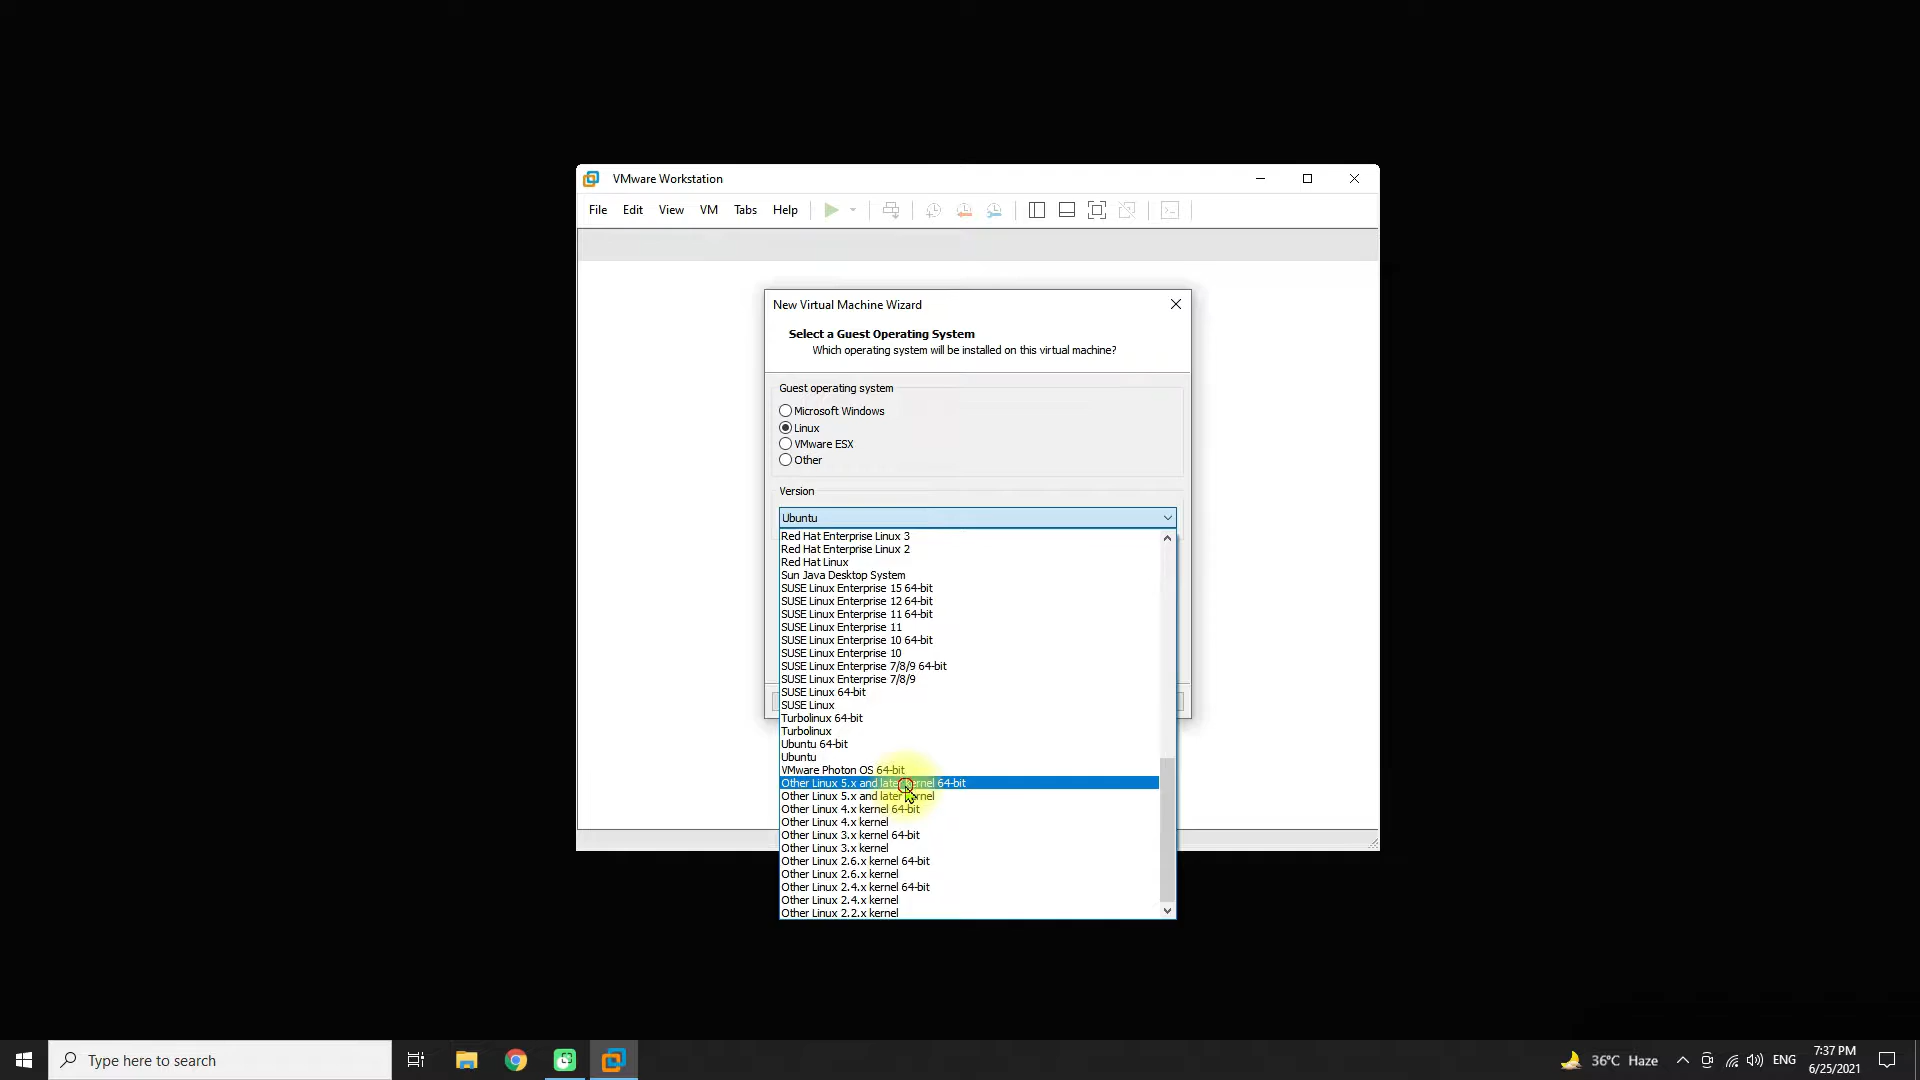 VMware Workstation
File Edit View VM Tabs Help
New Virtual Machine Wizard
Select a Guest Operating System
Which operating system will be installed on this virtual machine?
Guest operating system
Microsoft Windows
Linux
VMware ESX
Other
Version
Ubuntu
Red Hat Enterprise Linux 3
Red Hat Enterprise Linux 2
Red Hat Linux
Sun Java Desktop System
SUSE Linux Enterprise 15 64-bit
SUSE Linux Enterprise 12 64-bit
SUSE Linux Enterprise 11 64-bit
SUSE Linux Enterprise 11
SUSE Linux Enterprise 10 64-bit
SUSE Linux Enterprise 10
SUSE Linux Enterprise 7/8/9 64-bit
SUSE Linux Enterprise 7/8/9
SUSE Linux 64-bit
SUSE Linux
Turbolinux 64-bit
Turbolinux
Ubuntu 64-bit
Ubuntu
VMware Photon OS 64-bit
Other Linux 5.x and later kernel 64-bit
Other Linux 5.x and later kernel
Other Linux 4.x kernel 64-bit
Other Linux 4.x kernel
Other Linux 3.x kernel 64-bit
Other Linux 3.x kernel
Other Linux 2.6.x kernel 64-bit
Other Linux 2.6.x kernel
Other Linux 2.4.x kernel 64-bit
Other Linux 2.4.x kernel
Other Linux 2.2.x kernel
Type here to search
36°C Haze
ENG
7:37 PM
6/25/2021